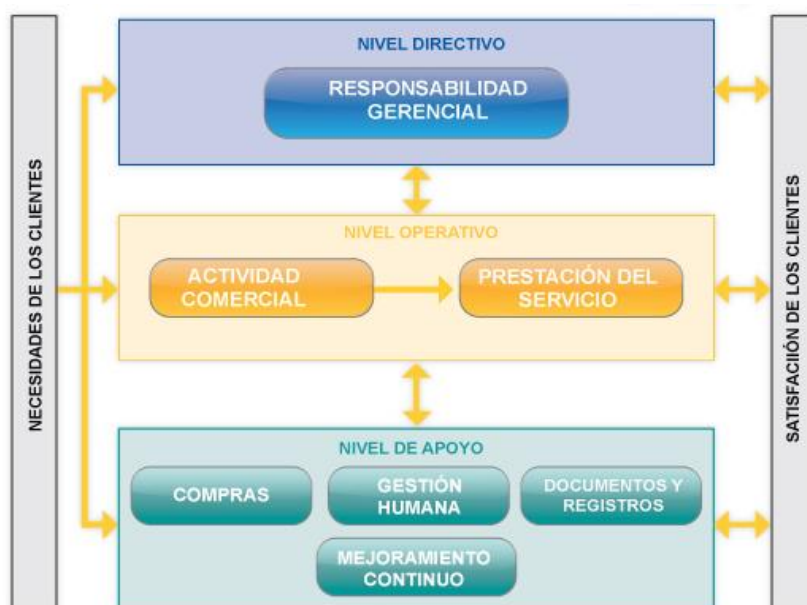 NECESIDADES DE LOS CLIENTES
NIVEL DIRECTIVO
RESPONSABILIDAD
GERENCIAL
NIVEL OPERATIVO
ACTIVIDAD
COMERCIAL
PRESTACIÓN DEL
SERVICIO
NIVEL DE APOYO
COMPRAS
GESTIÓN
HUMANA
DOCUMENTOS Y
REGISTROS
MEJORAMIENTO
CONTINUO
SATISFACIIÓN DE LOS CLIENTES